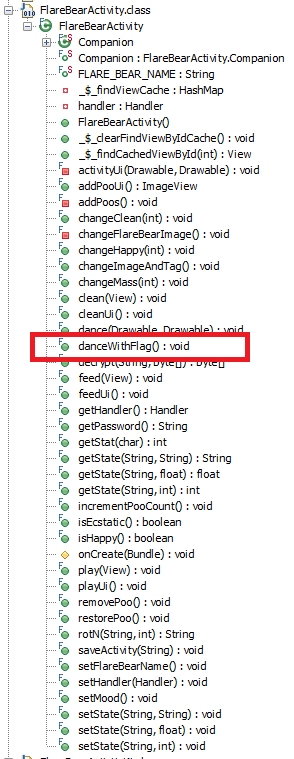 FlareBearActivity.class
FlareBearActivity
Companion
Companion : FlareBearActivity.Companion
FLARE_BEAR_NAME : String
_$_findViewCache : HashMap
handler : Handler
FlareBearActivity()
_$_clearFindViewByIdCache() : void
_$_findCachedViewById(int) : View
activityUi(Drawable, Drawable) : void
addPooUi() : ImageView
addPoos() : void
changeClean(int) : void
changeFlareBearImage() : void
changeHappy(int) : void
changeImageAndTag() : void
changeMass(int) : void
clean(View) : void
cleanUi() : void
dance(Drawable, Drawable) : void
danceWithFlag() : void
decrypt(String, byte[]) : byte[]
feed(View) : void
feedUi() : void
getHandler() : Handler
getPassword() : String
getStat(char) : int
getState(String, String) : String
getState(String, float) : float
getState(String, int) : int
incrementPooCount() : void
isEcstatic() : boolean
isHappy() : boolean
onCreate(Bundle) : void
play(View) : void
playUi() : void
removePoo() : void
restorePoo() : void
rotN(String, int) : String
saveActivity(String) : void
setFlareBearName() : void
setHandler(Handler) : void
setMood() : void
setState(String, String) : void
setState(String, float) : void
setState(String, int) : void